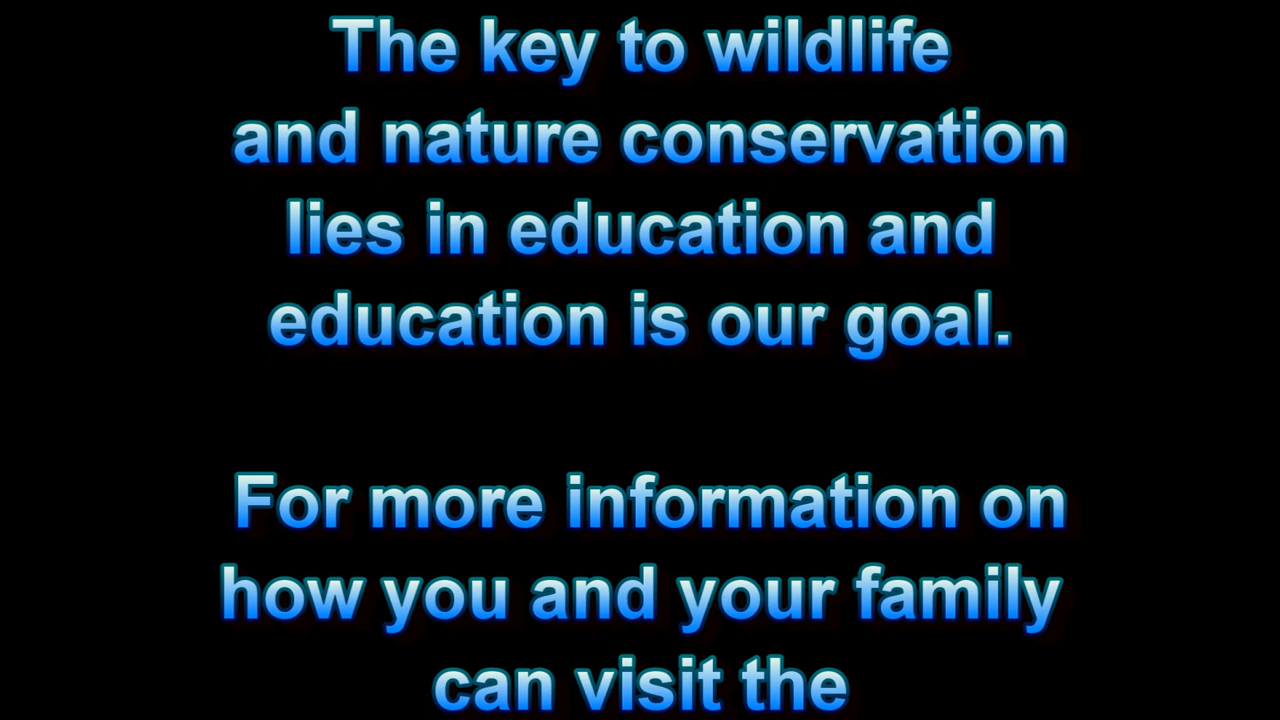 The key to wildlife
and nature conservation
lies in education and
education is our goal.
For more information on
how you and your family
can visit the